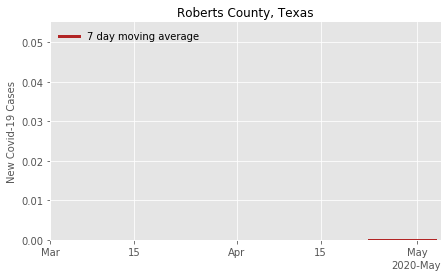 Roberts County, Texas
7 day moving average
New Covid-19 Cases
0.05
0.04
0.03
0.02
0.01
0.00
Mar
15
Apr
15
May
2020-May